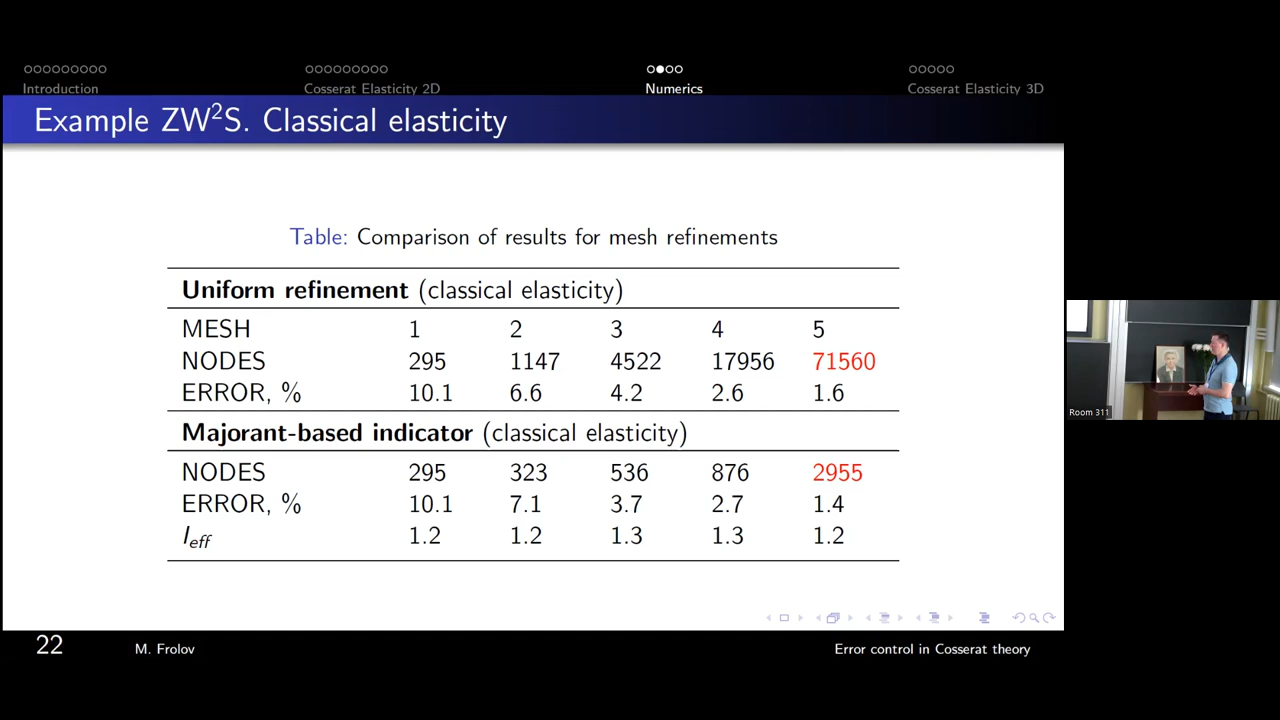 Introduction
Cosserat Elasticity 2D
Numerics
Cosserat Elasticity 3D
Example ZW²S. Classical elasticity
Table: Comparison of results for mesh refinements
Uniform refinement (classical elasticity)
MESH 1 2 3 4 5
NODES 295 1147 4522 17956 71560
ERROR, % 10.1 6.6 4.2 2.6 1.6
Majorant-based indicator (classical elasticity)
NODES 295 323 536 876 2955
ERROR, % 10.1 7.1 3.7 2.7 1.4
I_eff 1.2 1.2 1.3 1.3 1.2
Room 311
22
M. Frolov
Error control in Cosserat theory